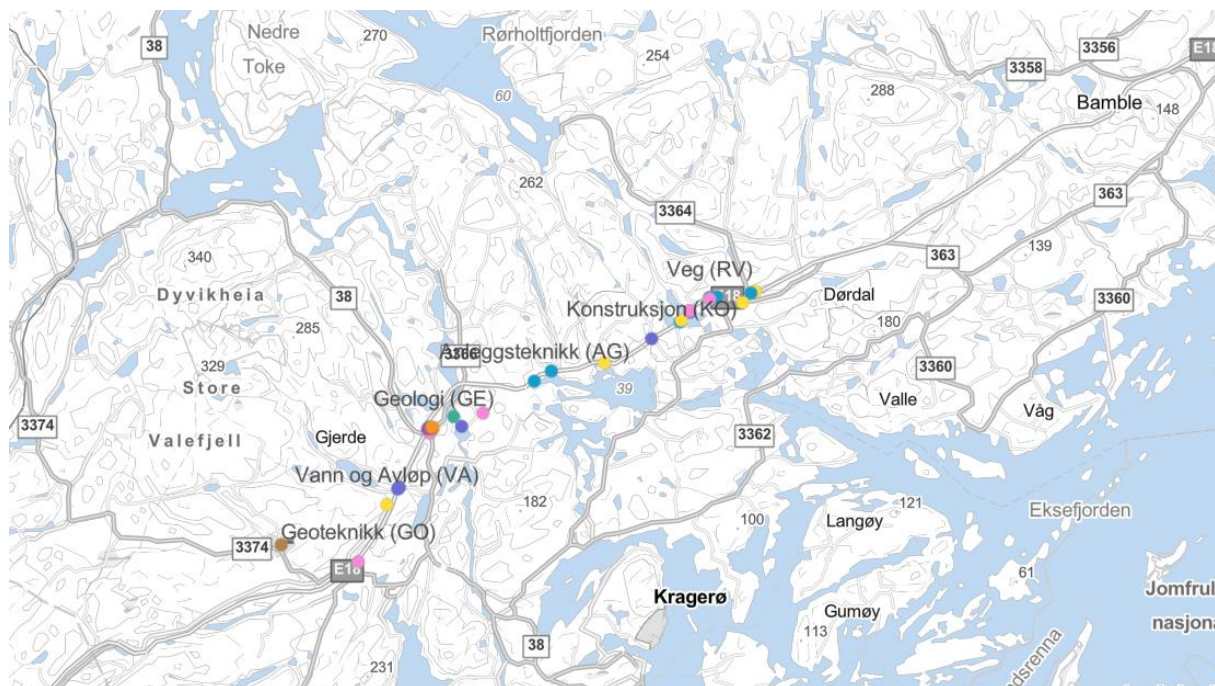 38
Nedre
Toke
270
Rørholtfjorden
60
254
3356
E18
3358
288
Bamble
148
262
3364
363
340
Dyvikheia
38
285
139
363
Veg (RV)
Dørdal
3360
Konstruksjon (KO)
180
329
Store
3366
Anleggsteknikk (AG)
39
3360
Geologi (GE)
Valle
Våg
3374
Valefjell
Gjerde
3362
Vann og Avløp (VA)
182
121
Langøy
100
Eksefjorden
Geoteknikk (GO)
3374
E18
61
Kragerø
Gumøy
113
Jomfrul
nasjona
38
231
dsrenna